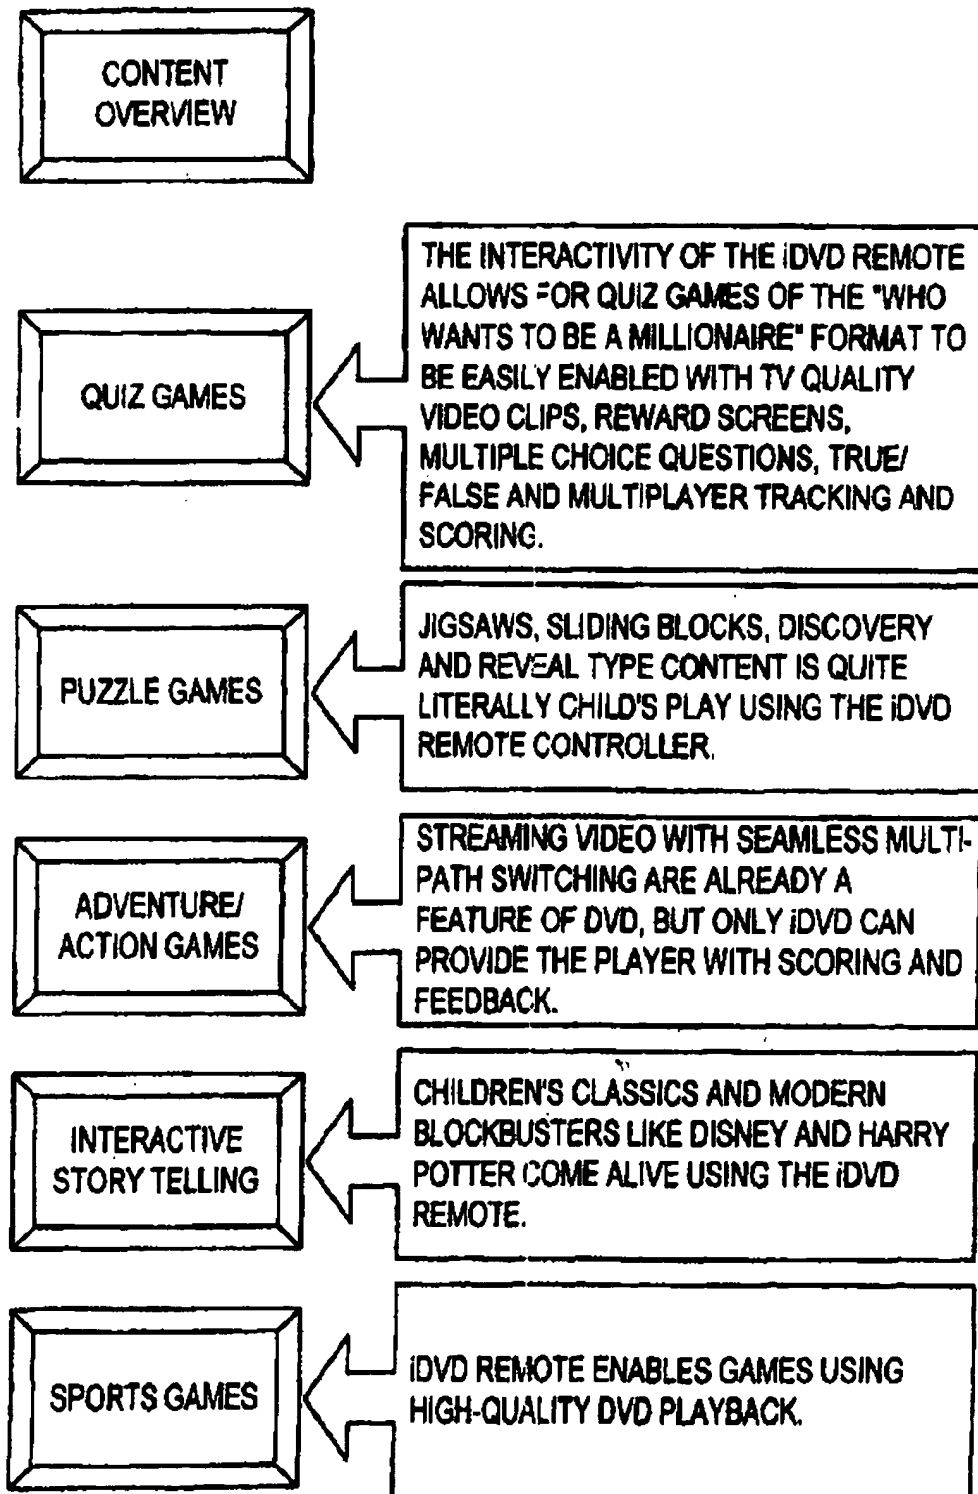 CONTENT
OVERVIEW
QUIZ GAMES
THE INTERACTIVITY OF THE iDVD REMOTE
ALLOWS FOR QUIZ GAMES OF THE "WHO
WANTS TO BE A MILLIONAIRE" FORMAT TO
BE EASILY ENABLED WITH TV QUALITY
VIDEO CLIPS, REWARD SCREENS,
MULTIPLE CHOICE QUESTIONS, TRUE/
FALSE AND MULTIPLAYER TRACKING AND
SCORING.
PUZZLE GAMES
JIGSAWS, SLIDING BLOCKS, DISCOVERY
AND REVEAL TYPE CONTENT IS QUITE
LITERALLY CHILD'S PLAY USING THE iDVD
REMOTE CONTROLLER.
ADVENTURE/
ACTION GAMES
STREAMING VIDEO WITH SEAMLESS MULTI-
PATH SWITCHING ARE ALREADY A
FEATURE OF DVD, BUT ONLY iDVD CAN
PROVIDE THE PLAYER WITH SCORING AND
FEEDBACK.
INTERACTIVE
STORY TELLING
CHILDREN'S CLASSICS AND MODERN
BLOCKBUSTERS LIKE DISNEY AND HARRY
POTTER COME ALIVE USING THE iDVD
REMOTE.
SPORTS GAMES
iDVD REMOTE ENABLES GAMES USING
HIGH-QUALITY DVD PLAYBACK.